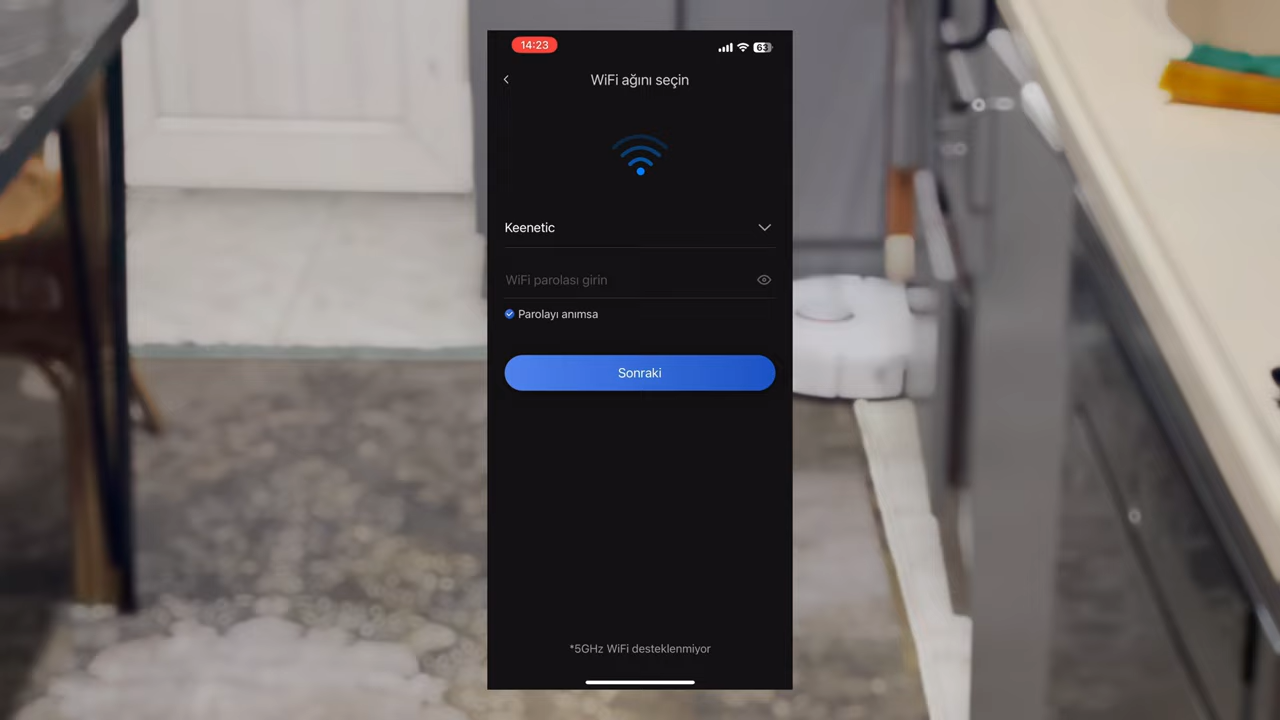 14:23
63
WiFi ağını seçin
Keenetic
WiFi parolası girin
Parolayı anımsa
Sonraki
*5GHz WiFi desteklenmiyor